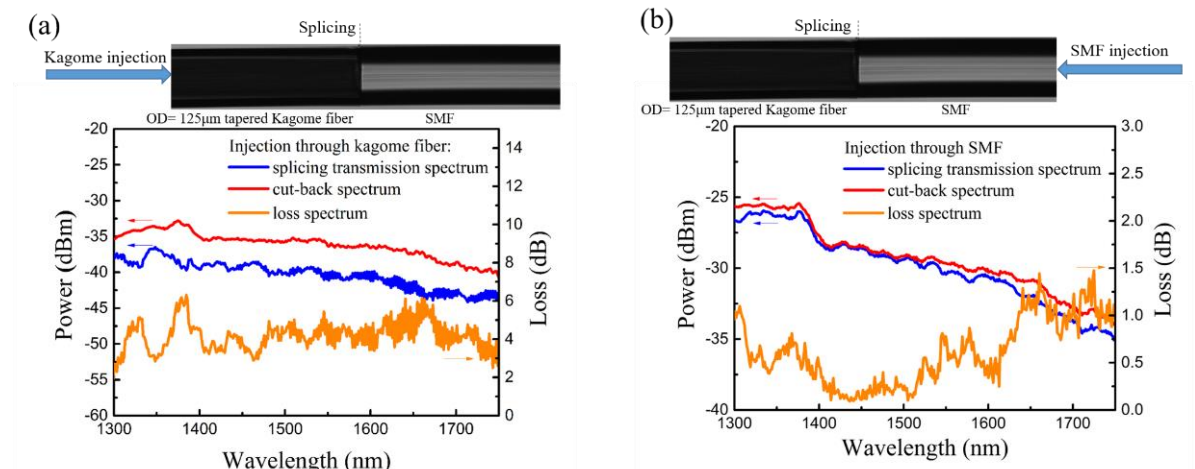 (a)
Splicing
Kagome injection
OD= 125μm tapered Kagome fiber
SMF
Injection through kagome fiber:
splicing transmission spectrum
cut-back spectrum
loss spectrum
Power (dBm)
-20
-25
-30
-35
-40
-45
-50
-55
-60
Loss (dB)
14
12
10
8
6
4
2
0
1300 1400 1500 1600 1700
Wavelength (nm)
(b)
Splicing
SMF injection
OD= 125μm tapered Kagome fiber
SMF
Injection through SMF
splicing transmission spectrum
cut-back spectrum
loss spectrum
Power (dBm)
-20
-25
-30
-35
-40
Loss (dB)
3.0
2.5
2.0
1.5
1.0
0.5
0.0
1300 1400 1500 1600 1700
Wavelength (nm)